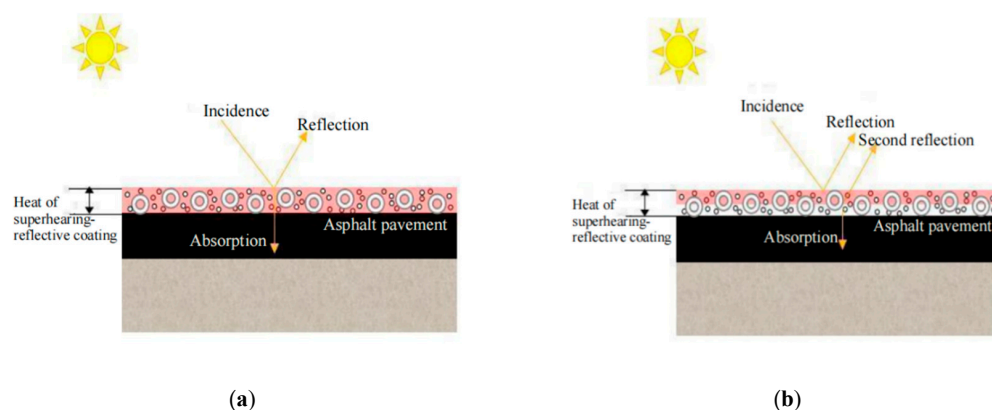 Incidence
Reflection
Heat of
superhearing-
reflective coating
Asphalt pavement
Absorption
(a)
Incidence
Reflection
Second reflection
Heat of
superhearing-
reflective coating
Asphalt pavement
Absorption
(b)